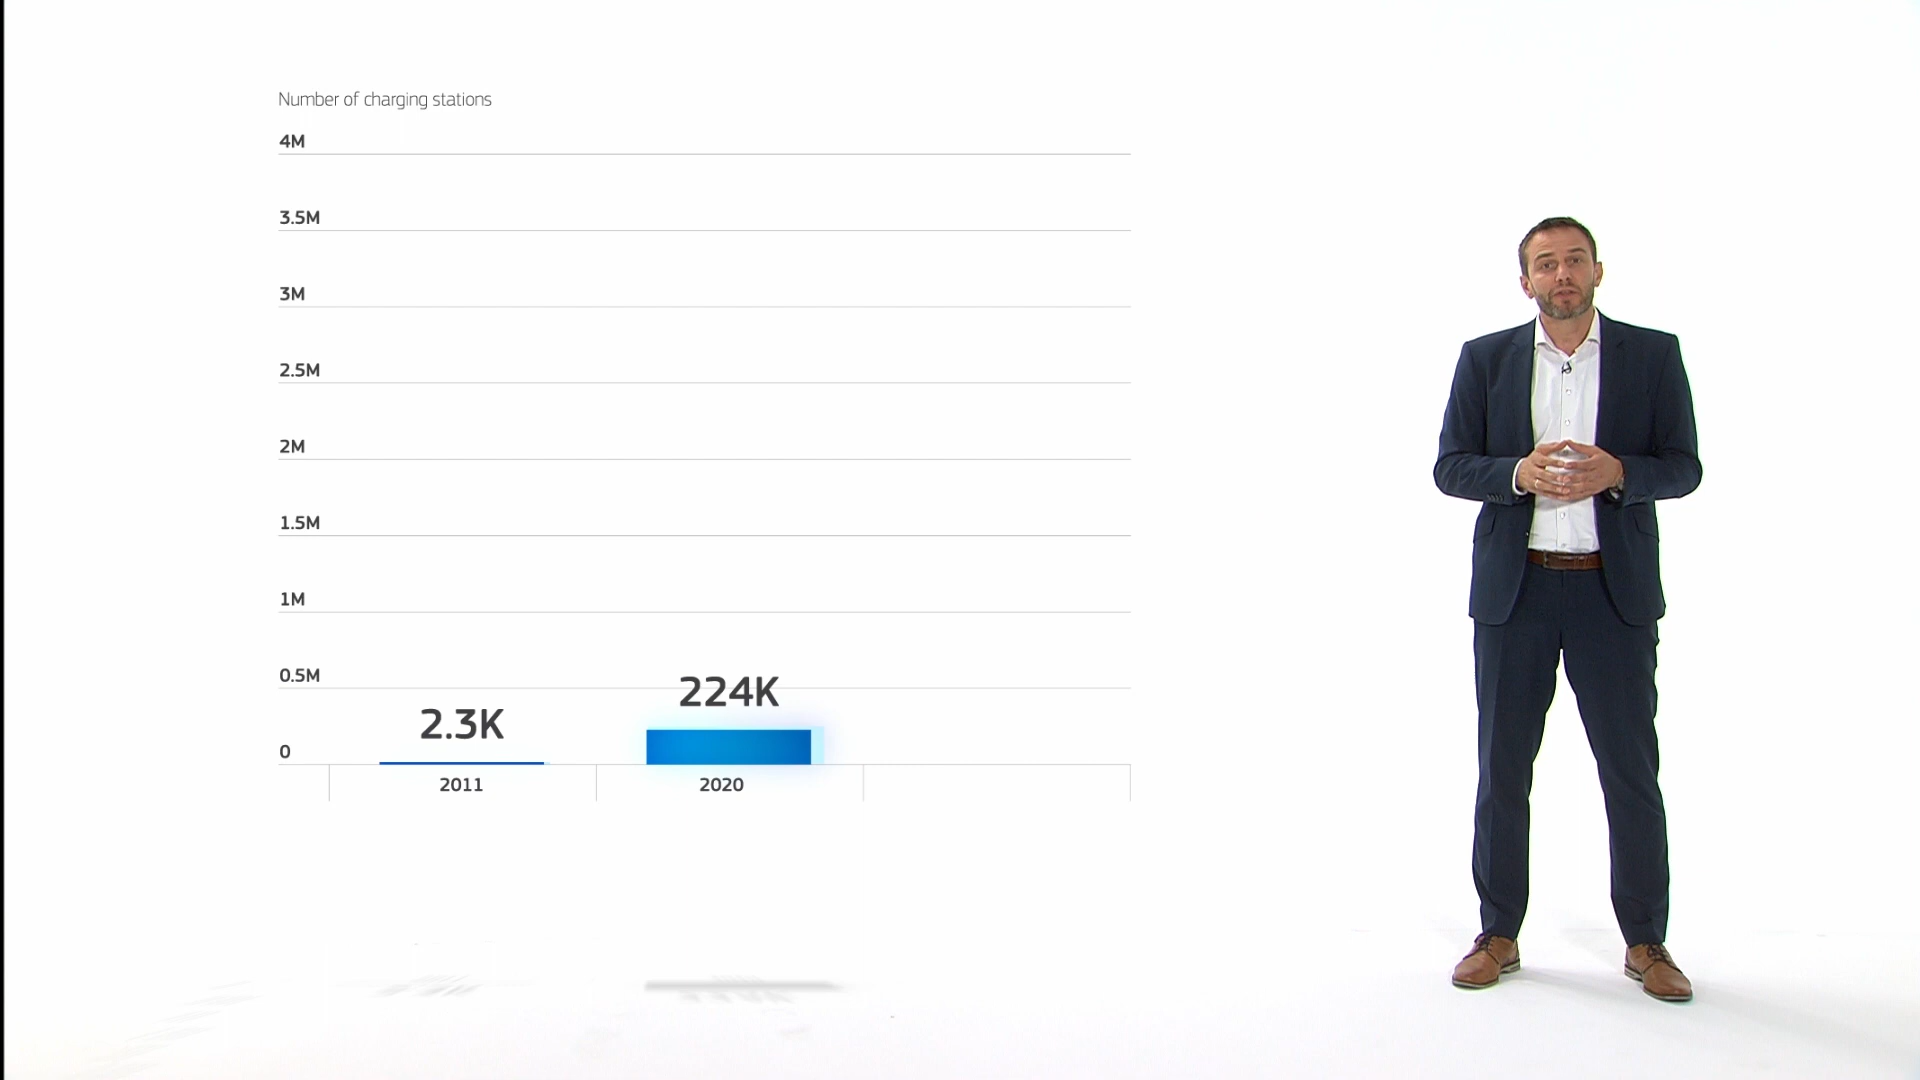 Number of charging stations
4M
3.5M
3M
2.5M
2M
1.5M
1M
0.5M
224K
2.3K
0
2011 2020